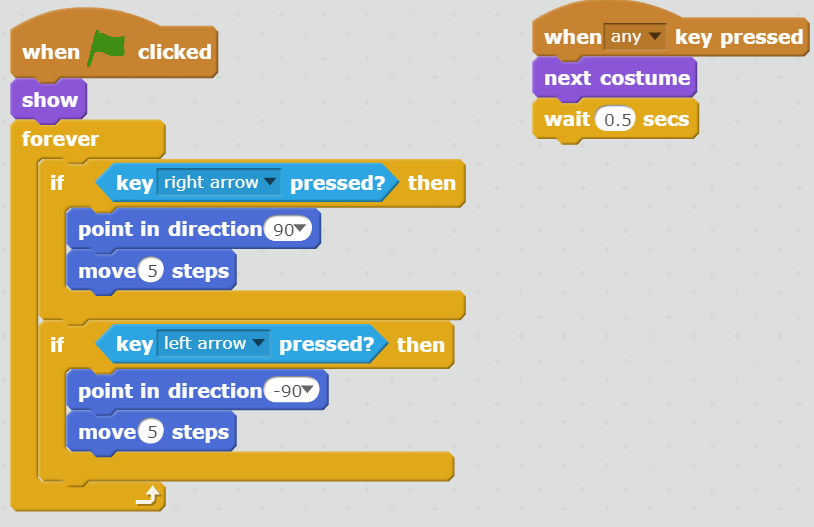 when clicked
show
forever
if key right arrow pressed? then
point in direction 90
move 5 steps
if key left arrow pressed? then
point in direction -90
move 5 steps
when any key pressed
next costume
wait 0.5 secs